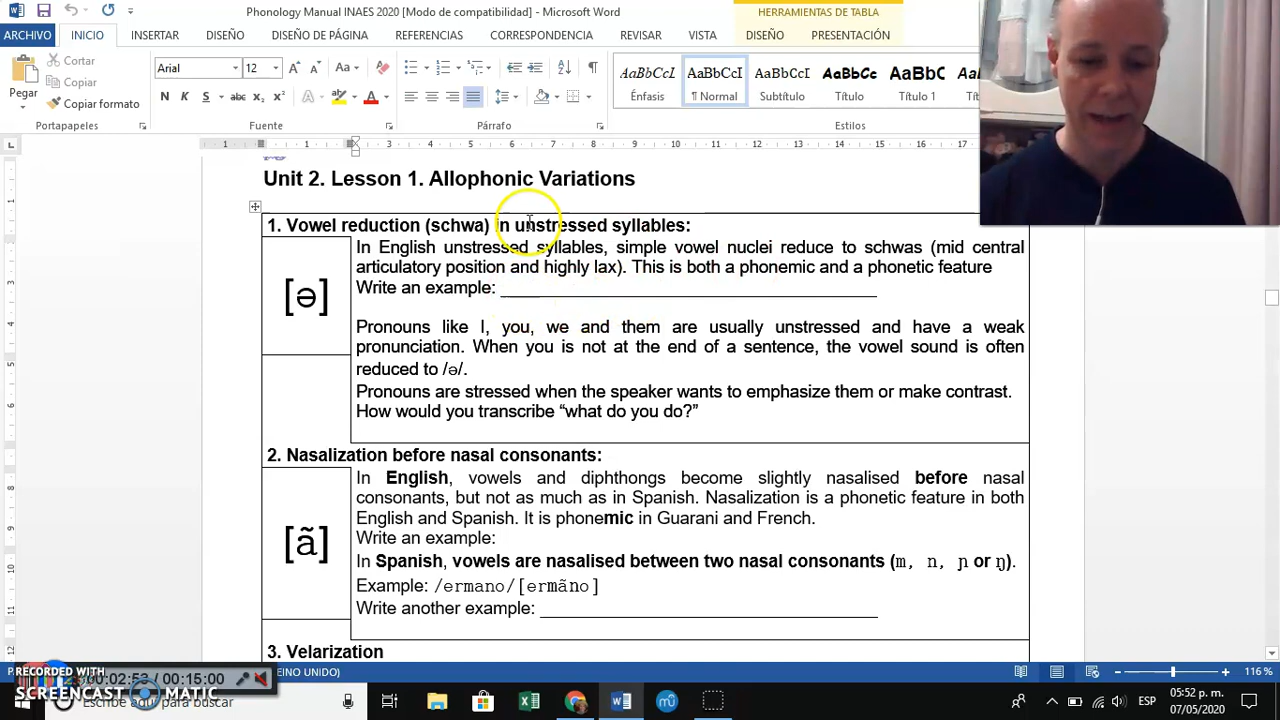 Phonology Manual INAES 2020 [Modo de compatibilidad] - Microsoft Word
HERRAMIENTAS DE TABLA
ARCHIVO INICIO INSERTAR DISEÑO DISEÑO DE PÁGINA REFERENCIAS CORRESPONDENCIA REVISAR VISTA DISEÑO PRESENTACIÓN
Pegar
Cortar
Copiar
Copiar formato
Portapapeles
Arial 12
Fuente
Párrafo
AaBbCcI Énfasis
AaBbCcI ¶ Normal
AaBbCcI Subtítulo
AaBbCcI Título
AaBbC Título 1
Estilos
Unit 2. Lesson 1. Allophonic Variations
1. Vowel reduction (schwa) in unstressed syllables:
[ə]
In English unstressed syllables, simple vowel nuclei reduce to schwas (mid central
articulatory position and highly lax). This is both a phonemic and a phonetic feature
Write an example:
Pronouns like I, you, we and them are usually unstressed and have a weak
pronunciation. When you is not at the end of a sentence, the vowel sound is often
reduced to /ə/.
Pronouns are stressed when the speaker wants to emphasize them or make contrast.
How would you transcribe “what do you do?”
2. Nasalization before nasal consonants:
[ã]
In English, vowels and diphthongs become slightly nasalised before nasal
consonants, but not as much as in Spanish. Nasalization is a phonetic feature in both
English and Spanish. It is phonemic in Guarani and French.
Write an example:
In Spanish, vowels are nasalised between two nasal consonants (m, n, ɲ or ŋ).
Example: /ermano/[ermãno]
Write another example:
3. Velarization
REINO UNIDO)
116 %
RECORDED WITH
SCREENCAST MATIC
00:02:53 / 00:15:00
Escribe aquí para buscar
ESP
05:52 p. m.
07/05/2020